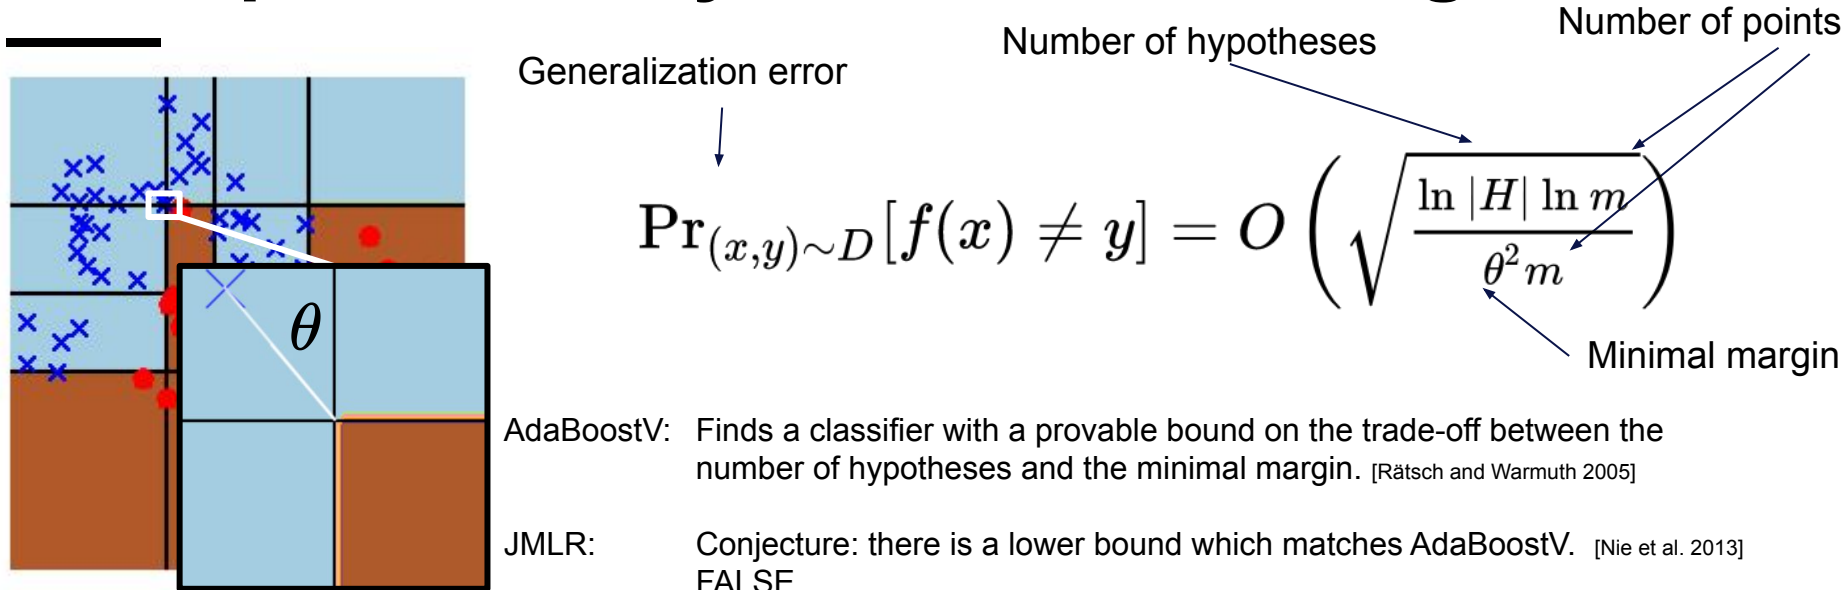 Generalization error
Number of hypotheses
Number of points
Pr_{(x,y)∼D}[f(x) ≠ y] = O(√(ln |H| ln m / θ²m))
θ
Minimal margin
AdaBoostV: Finds a classifier with a provable bound on the trade-off between the
number of hypotheses and the minimal margin. [Rätsch and Warmuth 2005]
JMLR: Conjecture: there is a lower bound which matches AdaBoostV. [Nie et al. 2013]
FALSE